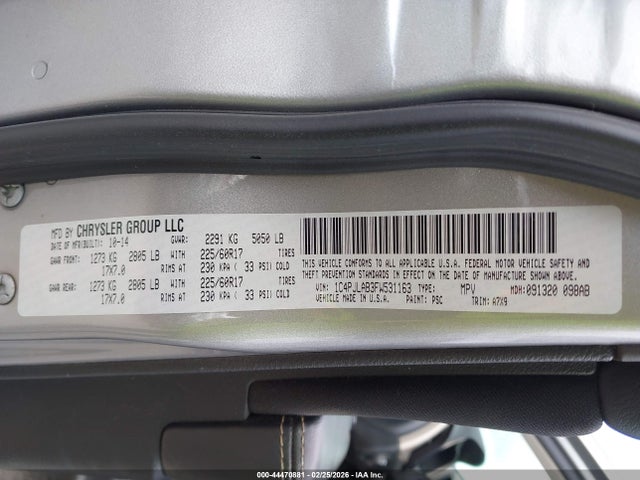 MFD BY CHRYSLER GROUP LLC
DATE OF MFR(BUILT): 10-14 GVWR: 2291 KG 5050 LB
GAWR FRONT: 1273 KG 2805 LB WITH 225/60R17 TIRES
17X7.0 RIMS AT 230 KPA ( 33 PSI) COLD
GAWR REAR: 1273 KG 2805 LB WITH 225/60R17 TIRES
17X7.0 RIMS AT 230 KPA ( 33 PSI) COLD
THIS VEHICLE CONFORMS TO ALL APPLICABLE U.S.A. FEDERAL MOTOR VEHICLE SAFETY AND
THEFT PREVENTION STANDARDS IN EFFECT ON THE DATE OF MANUFACTURE SHOWN ABOVE.
VIN: 1C4PJLAB3FW531163 TYPE: MPV MDH: 091320 098AB
VEHICLE MADE IN U.S.A. PAINT: PSC TRIM: A7X9
000-44470881 - 02/25/2026 - IAAI.COM